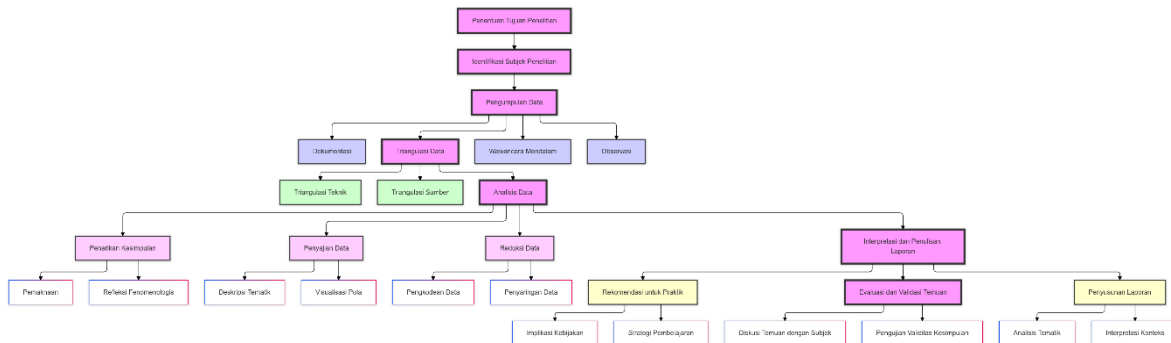 Penentuan Tujuan Penelitian
Identifikasi Subjek Penelitian
Pengumpulan Data
Dokumentasi
Triangulasi Data
Wawancara Mendalam
Observasi
Triangulasi Teknik
Triangulasi Sumber
Analisis Data
Penarikan Kesimpulan
Penyajian Data
Reduksi Data
Interpretasi dan Penulisan
Laporan
Pemaknaan
Refleksi Fenomenologis
Deskripsi Tematik
Visualisasi Pola
Pengkodean Data
Penyaringan Data
Rekomendasi untuk Praktik
Evaluasi dan Validasi Temuan
Penyusunan Laporan
Implikasi Kebijakan
Strategi Pembelajaran
Diskusi Temuan dengan Subjek
Pengujian Validitas Kesimpulan
Analisis Tematik
Interpretasi Konteks